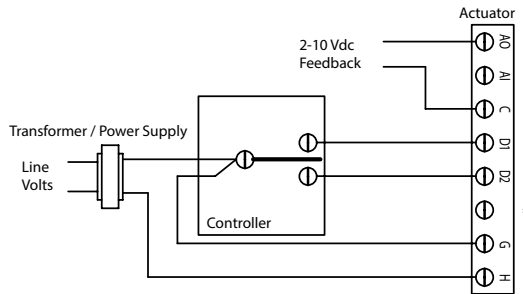 Actuator
2-10 Vdc
Feedback
AO
AI
C
Transformer / Power Supply
D1
Line
Volts
D2
Controller
G
H